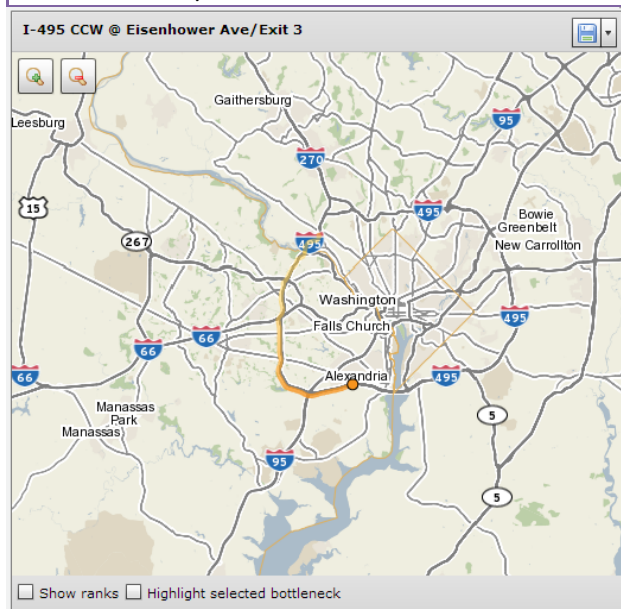 I-495 CCW @ Eisenhower Ave/Exit 3
Gaithersburg
Leesburg
95
270
15
495
Bowie
Greenbelt
267
495
New Carrollton
Washington
495
Falls Church
66
66
66
Alexandria
495
Manassas
Park
Manassas
5
95
5
Show ranks
Highlight selected bottleneck